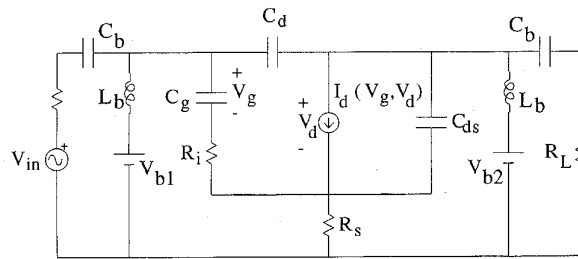 C_b
C_d
C_b
L_b
C_g
+
V_g
-
I_d (V_g,V_d)
+
V_d
-
C_ds
L_b
V_in
+
V_b1
R_i
V_b2
R_L
R_s